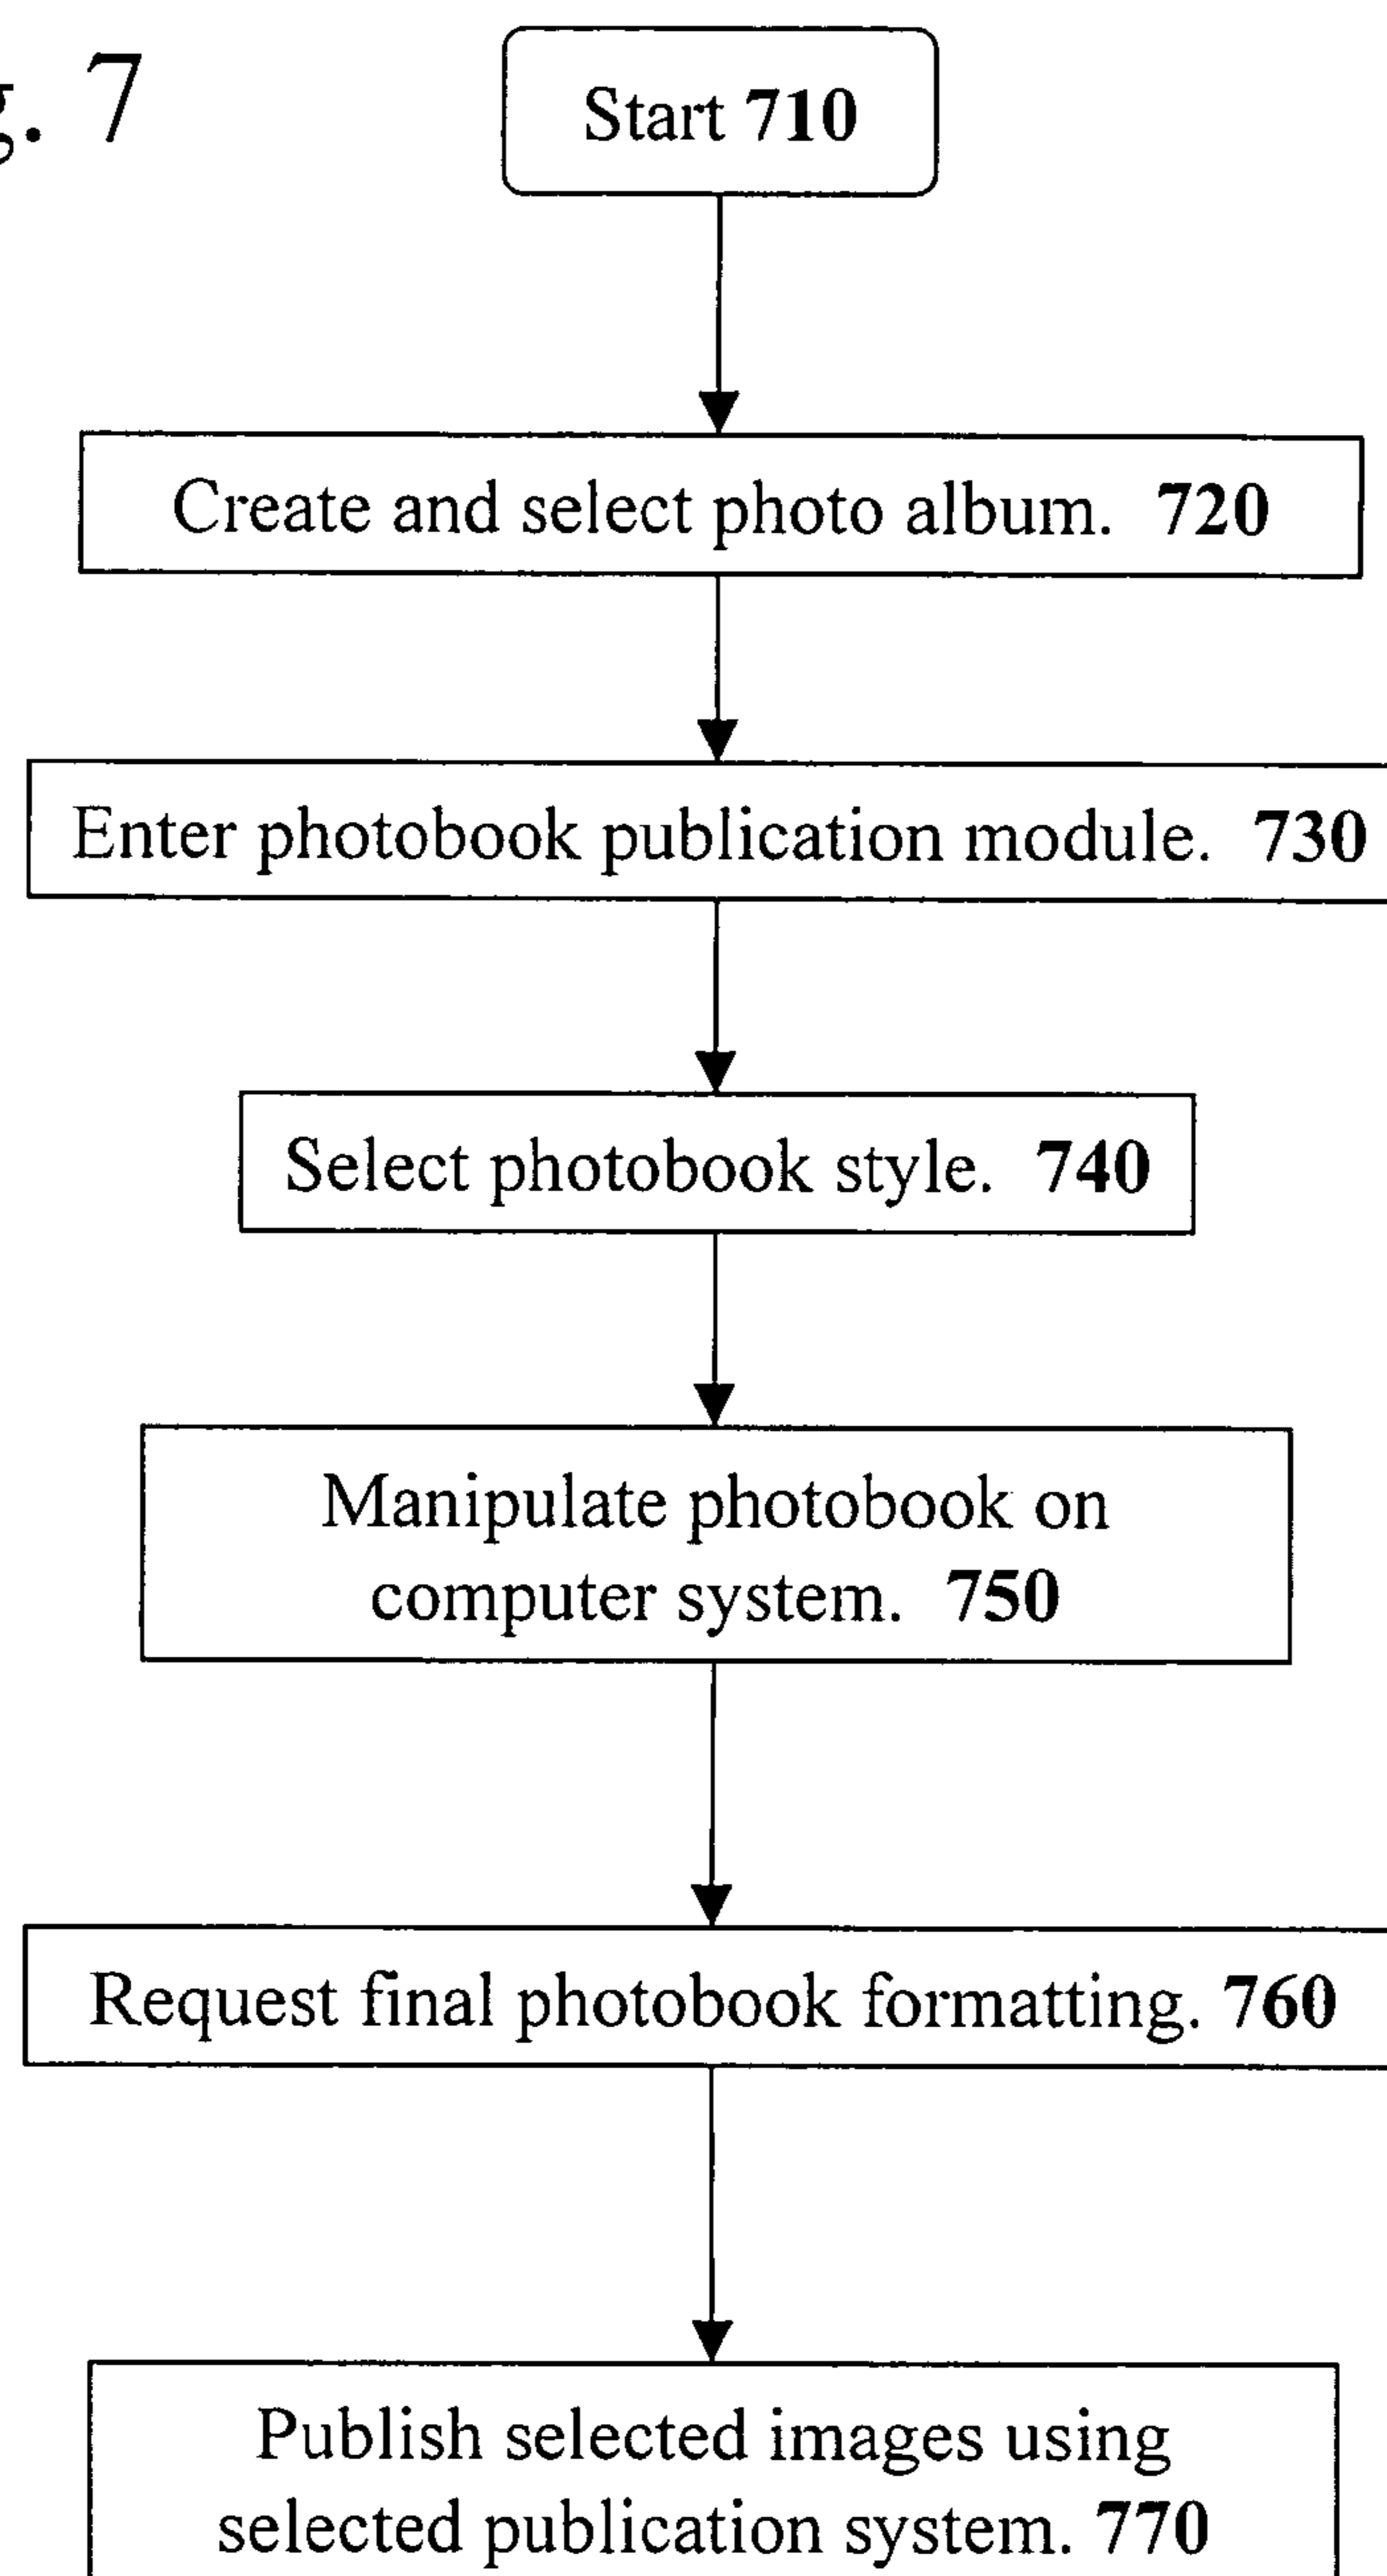 . 7
Start 710
Create and select photo album. 720
Enter photobook publication module. 730
Select photobook style. 740
Manipulate photobook on
computer system. 750
Request final photobook formatting. 760
Publish selected images using
selected publication system. 770